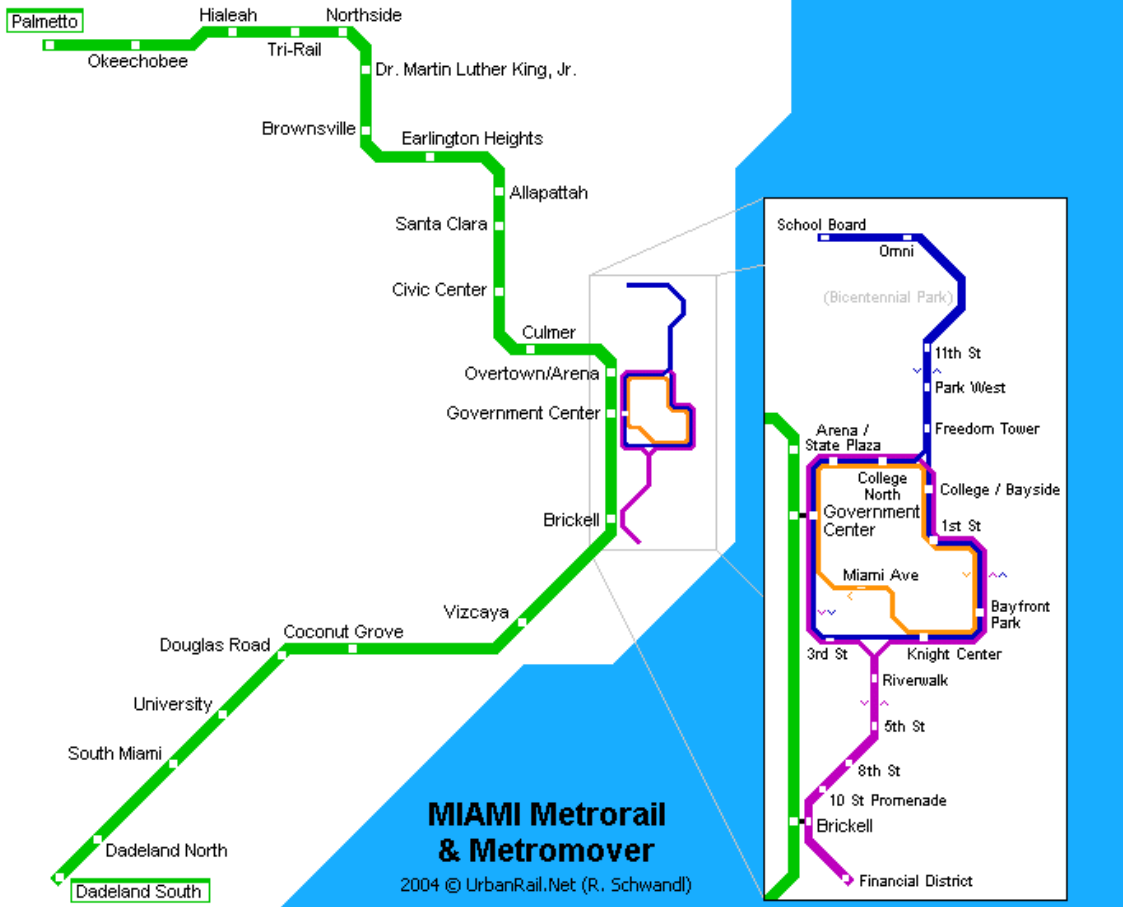 Palmetto
Okeechobee
Hialeah
Tri-Rail
Northside
Dr. Martin Luther King, Jr.
Brownsville
Earlington Heights
Allapattah
Santa Clara
Civic Center
Culmer
Overtown/Arena
Government Center
Brickell
Vizcaya
Coconut Grove
Douglas Road
University
South Miami
Dadeland North
Dadeland South
School Board
Omni
(Bicentennial Park)
11th St
Park West
Freedom Tower
Arena /
State Plaza
College
North
College / Bayside
Government
Center
1st St
Miami Ave
Bayfront
Park
3rd St
Knight Center
Riverwalk
5th St
8th St
10 St Promenade
Brickell
Financial District
MIAMI Metrorail
& Metromover
2004 © UrbanRail.Net (R. Schwandl)